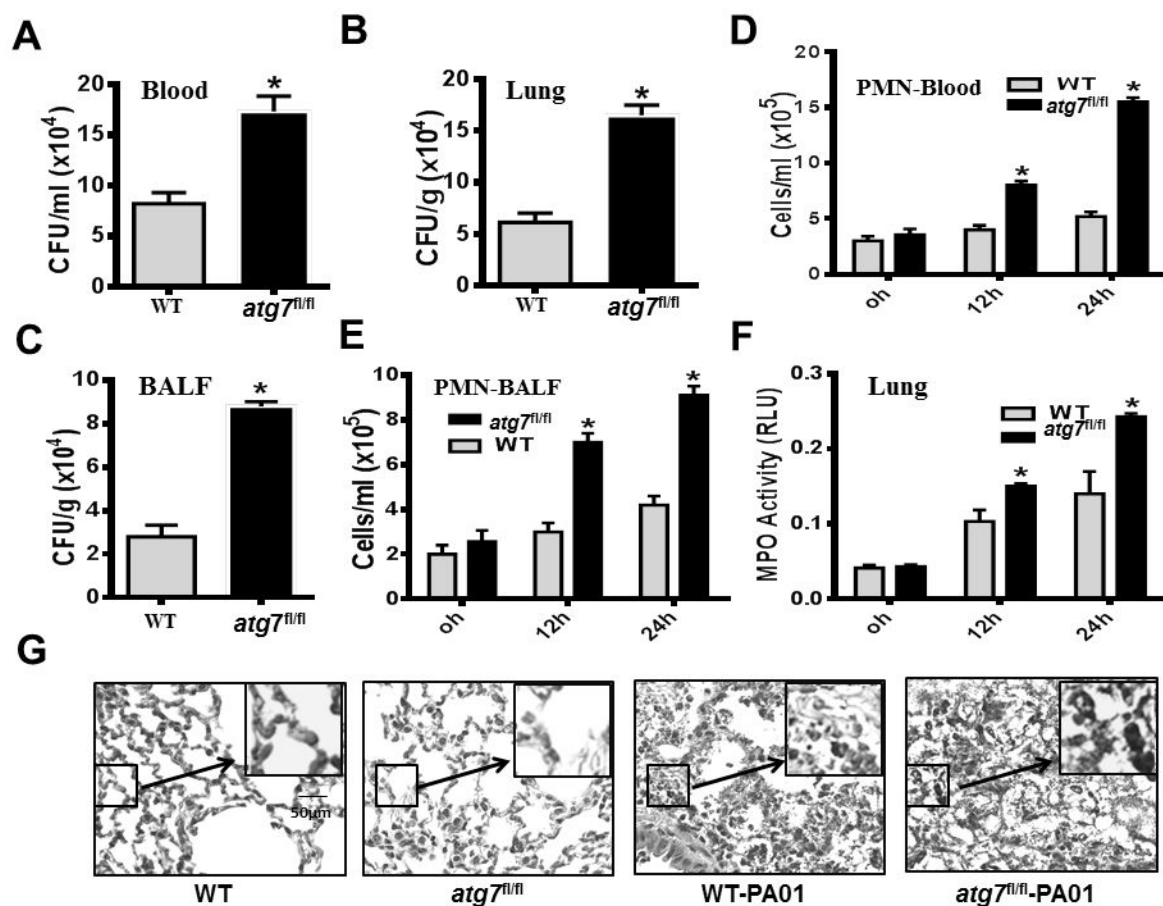 A
Blood
CFU/ml (x10⁴)
20
15
10
5
0
*
WT
atg7fl/fl
B
Lung
CFU/g (x10⁴)
20
15
10
5
0
*
WT
atg7fl/fl
D
PMN-Blood
WT
atg7fl/fl
Cells/ml (x10⁵)
20
15
10
5
0
*
*
oh
12h
24h
C
BALF
CFU/g (x10⁴)
10
8
6
4
2
0
*
WT
atg7fl/fl
E
PMN-BALF
atg7fl/fl
WT
Cells/ml (x10⁵)
10
8
6
4
2
0
*
*
oh
12h
24h
F
Lung
WT
atg7fl/fl
MPO Activity (RLU)
0.3
0.2
0.1
0.0
*
*
oh
12h
24h
G
50µm
WT
atg7fl/fl
WT-PA01
atg7fl/fl-PA01